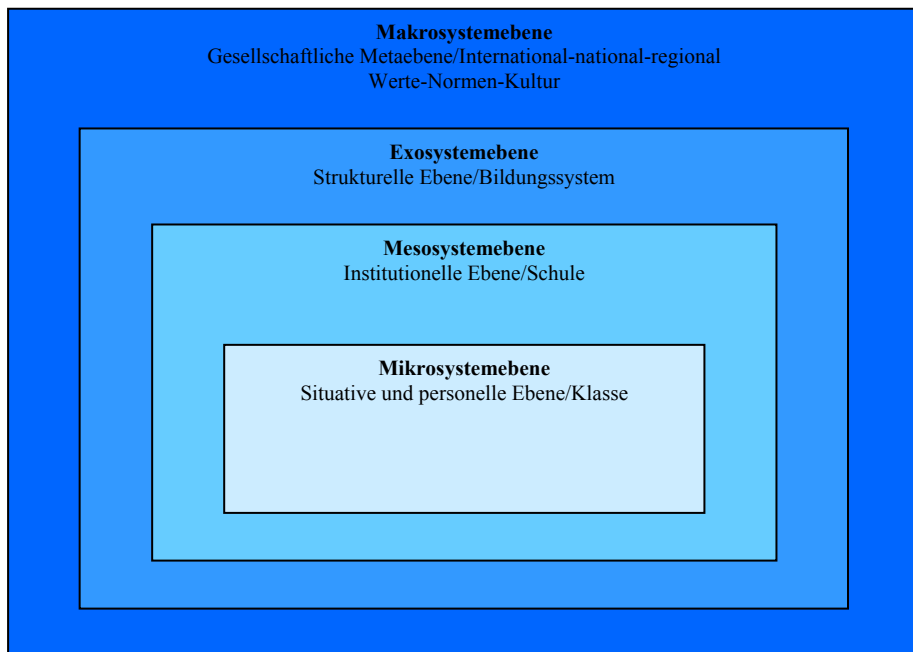 Makrosystemebene
Gesellschaftliche Metaebene/International-national-regional
Werte-Normen-Kultur
Exosystemebene
Strukturelle Ebene/Bildungssystem
Mesosystemebene
Institutionelle Ebene/Schule
Mikrosystemebene
Situative und personelle Ebene/Klasse